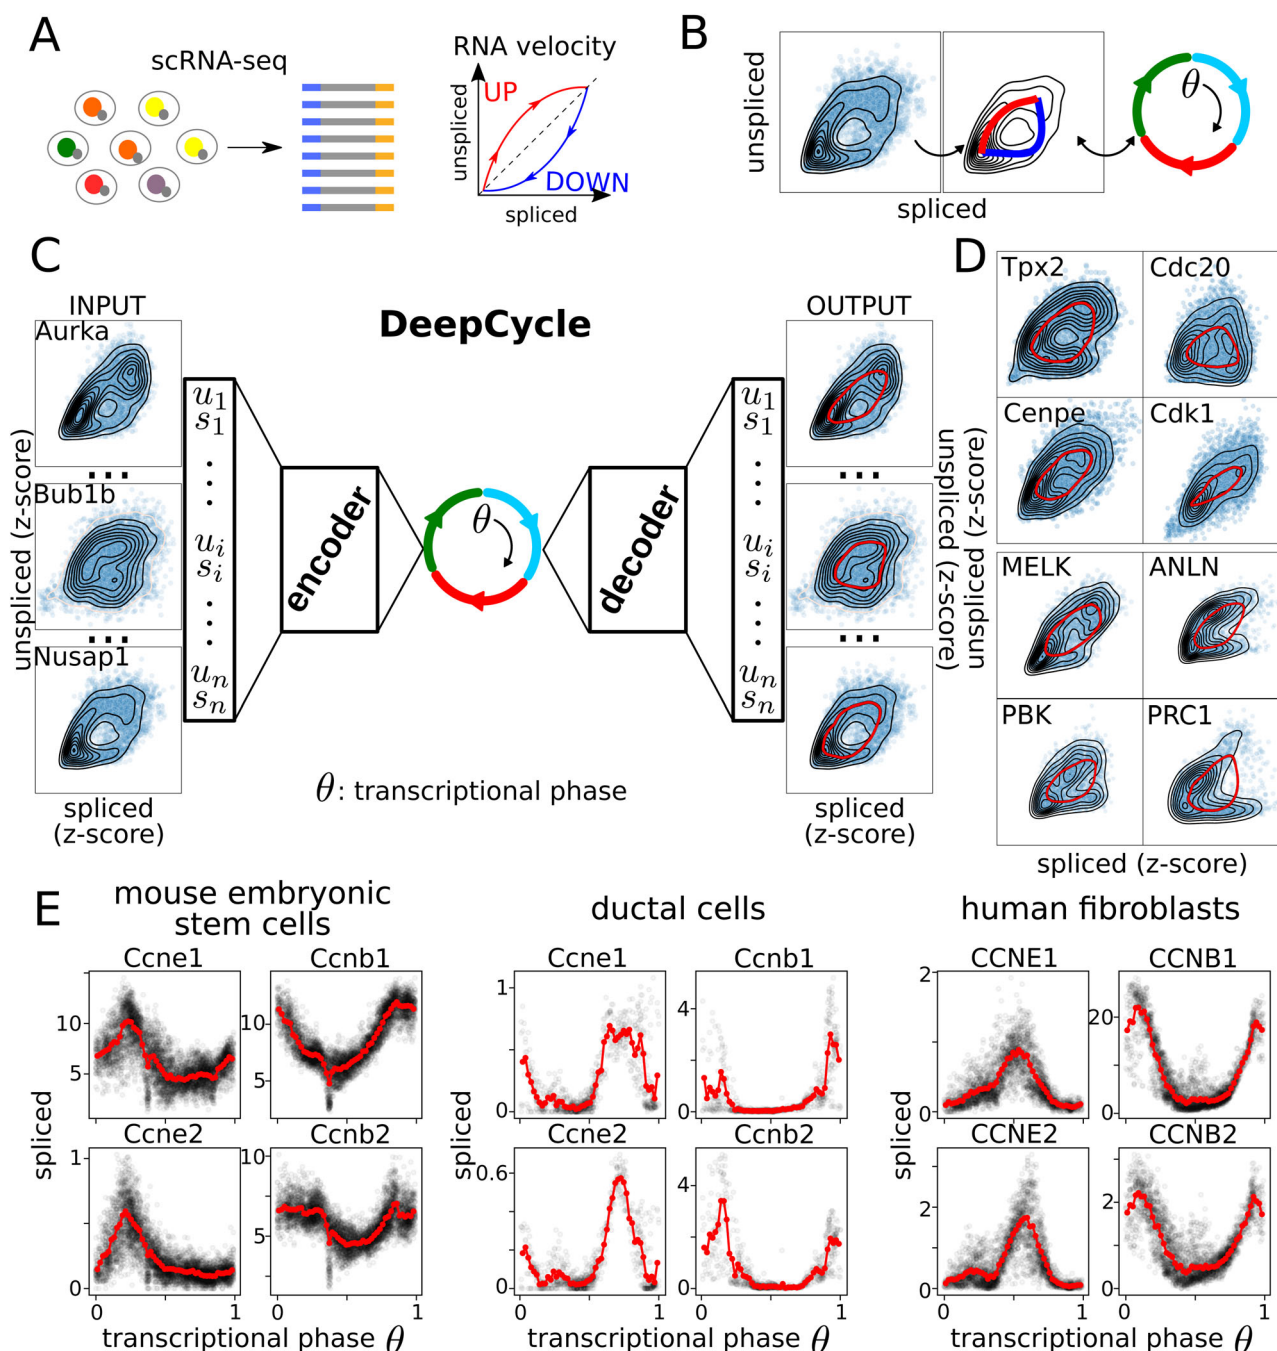 A
scRNA-seq
RNA velocity
UP
DOWN
unspliced
spliced
B
unspliced
spliced
θ
C
INPUT
Aurka
Bub1b
Nusap1
unspliced (z-score)
spliced
(z-score)
u1
s1
ui
si
un
sn
encoder
DeepCycle
θ
θ: transcriptional phase
decoder
u1
s1
ui
si
un
sn
OUTPUT
unspliced (z-score)
spliced
(z-score)
D
Tpx2
Cdc20
Cenpe
Cdk1
MELK
ANLN
PBK
PRC1
unspliced (z-score)
spliced (z-score)
E
mouse embryonic
stem cells
Ccne1
10
5
Ccnb1
10
5
Ccne2
1
0
0
1
Ccnb2
10
5
0
1
spliced
transcriptional phase θ
ductal cells
Ccne1
1
0
Ccnb1
4
0
Ccne2
0.6
0
0
1
Ccnb2
4
0
0
1
spliced
transcriptional phase θ
human fibroblasts
CCNE1
2
0
CCNB1
20
0
CCNE2
2
0
0
1
CCNB2
2
0
0
1
spliced
transcriptional phase θ